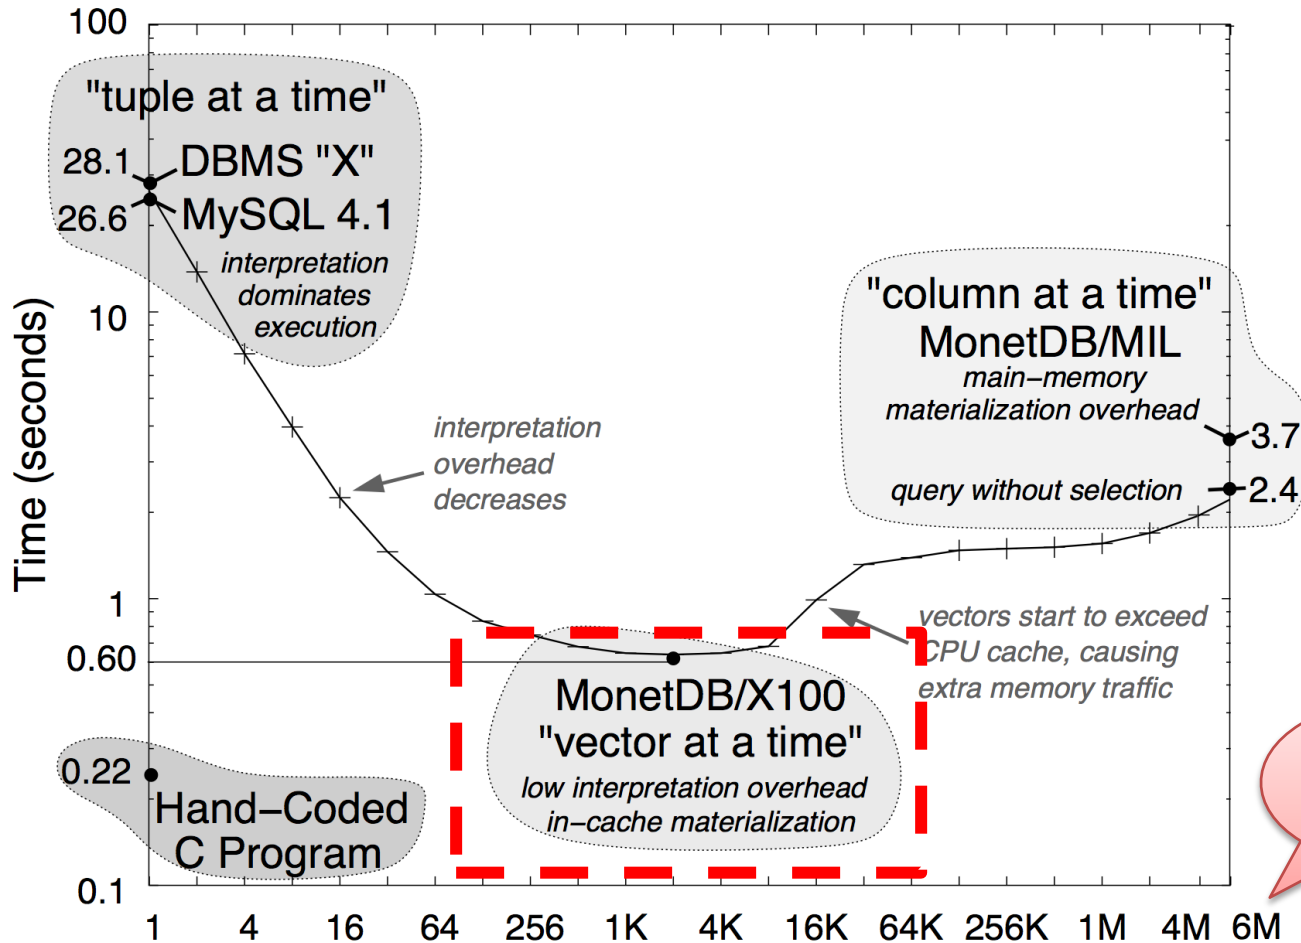 100
"tuple at a time"
28.1
DBMS "X"
26.6
MySQL 4.1
interpretation
dominates
execution
"column at a time"
MonetDB/MIL
main-memory
materialization overhead
3.7
query without selection
2.4
Time (seconds)
10
interpretation
overhead
decreases
1
vectors start to exceed
CPU cache, causing
extra memory traffic
0.60
MonetDB/X100
"vector at a time"
low interpretation overhead
in-cache materialization
0.22
Hand-Coded
C Program
0.1
1 4 16 64 256 1K 4K 16K 64K 256K 1M 4M 6M